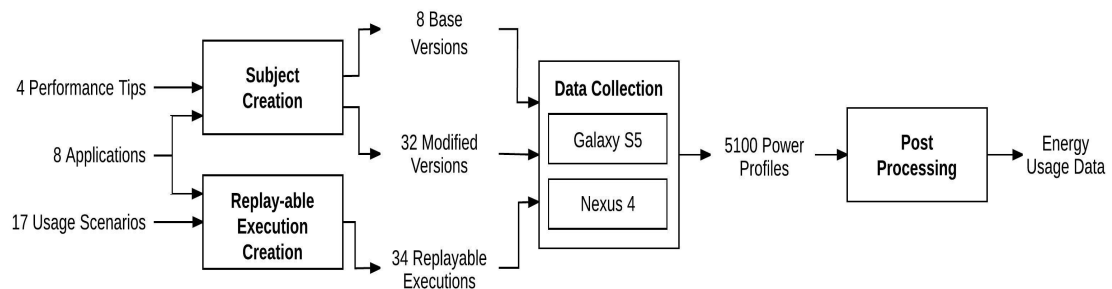 4 Performance Tips
8 Applications
17 Usage Scenarios
Subject
Creation
Replay-able
Execution
Creation
8 Base
Versions
32 Modified
Versions
34 Replayable
Executions
Data Collection
Galaxy S5
Nexus 4
5100 Power
Profiles
Post
Processing
Energy
Usage Data